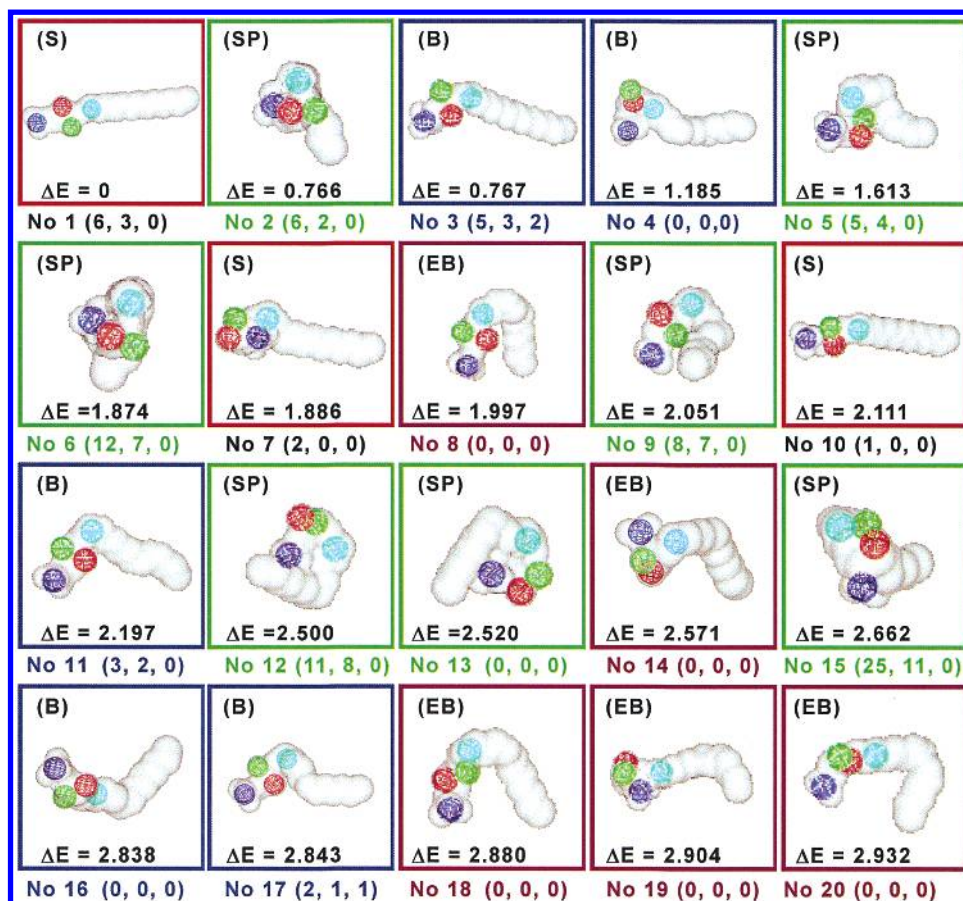 (S) (SP) (B) (B) (SP)
ΔE = 0 ΔE = 0.766 ΔE = 0.767 ΔE = 1.185 ΔE = 1.613
No 1 (6, 3, 0) No 2 (6, 2, 0) No 3 (5, 3, 2) No 4 (0, 0,0) No 5 (5, 4, 0)
(SP) (S) (EB) (SP) (S)
ΔE =1.874 ΔE = 1.886 ΔE = 1.997 ΔE = 2.051 ΔE = 2.111
No 6 (12, 7, 0) No 7 (2, 0, 0) No 8 (0, 0, 0) No 9 (8, 7, 0) No 10 (1, 0, 0)
(B) (SP) (SP) (EB) (SP)
ΔE = 2.197 ΔE =2.500 ΔE =2.520 ΔE = 2.571 ΔE = 2.662
No 11 (3, 2, 0) No 12 (11, 8, 0) No 13 (0, 0, 0) No 14 (0, 0, 0) No 15 (25, 11, 0)
(B) (B) (EB) (EB) (EB)
ΔE = 2.838 ΔE = 2.843 ΔE = 2.880 ΔE = 2.904 ΔE = 2.932
No 16 (0, 0, 0) No 17 (2, 1, 1) No 18 (0, 0, 0) No 19 (0, 0, 0) No 20 (0, 0, 0)